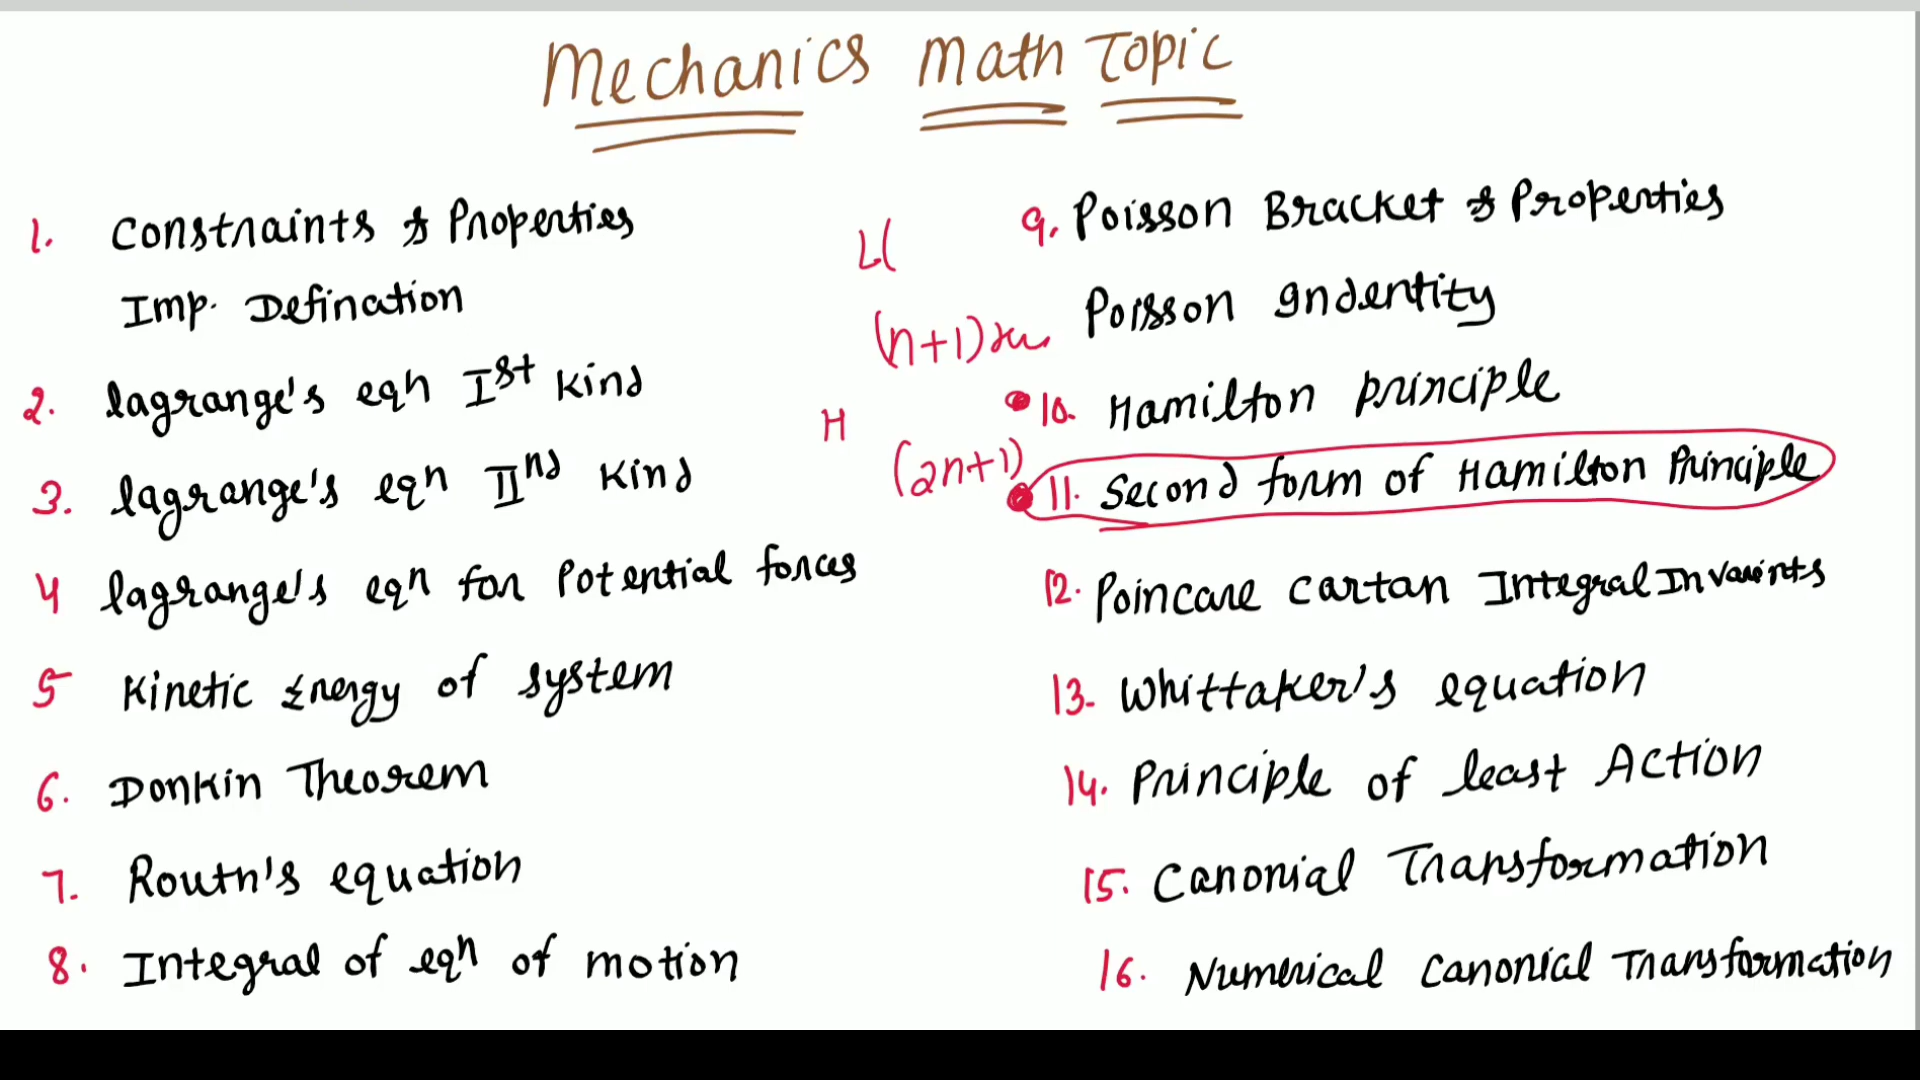 Mechanics Math Topic
1. Constraints & Properties
Imp. Defination
2. lagrange's eqn Ist Kind
3. lagrange's eqn IInd Kind
4 lagrange's eqn for Potential forces
5 Kinetic Energy of system
6. Donkin Theorem
7. Routh's equation
8. Integral of eqn of motion
L(
(n+1)
H
(2n+1)
9. Poisson Bracket & Properties
Poisson Indentity
10. Hamilton principle
11. Second form of Hamilton Principle
12. Poincare Cartan Integral Invarints
13. Whittaker's equation
14. Principle of least Action
15. Canonial Transformation
16. Numerical Canonial Transformation